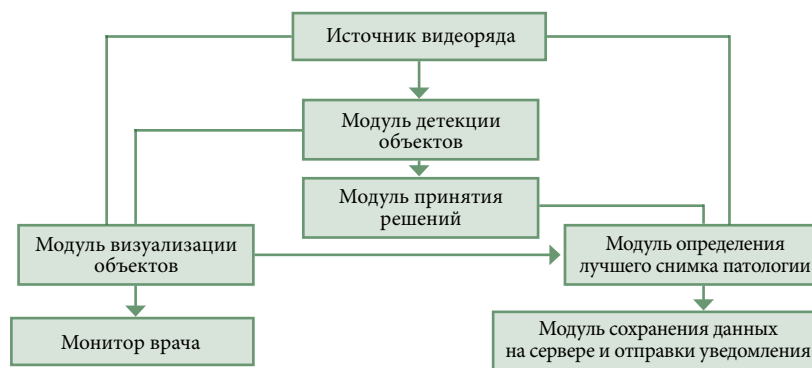 Источник видеоряда
Модуль детекции
объектов
Модуль принятия
решений
Модуль визуализации
объектов
Модуль определения
лучшего снимка патологии
Монитор врача
Модуль сохранения данных
на сервере и отправки уведомления